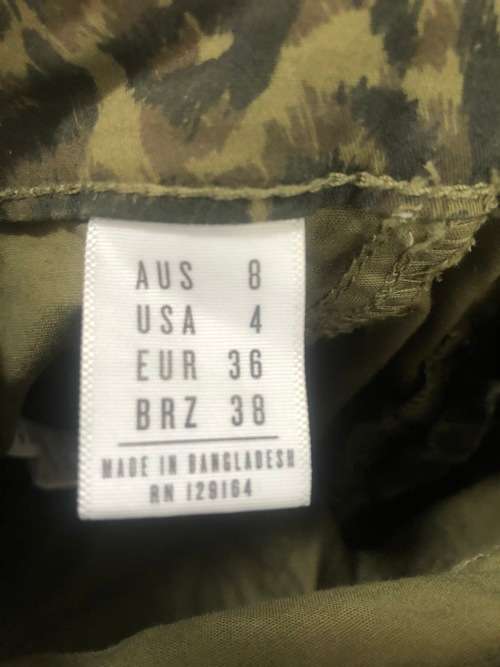 AUS 8
USA 4
EUR 36
BRZ 38
MADE IN BANGLADESH
RN 129164